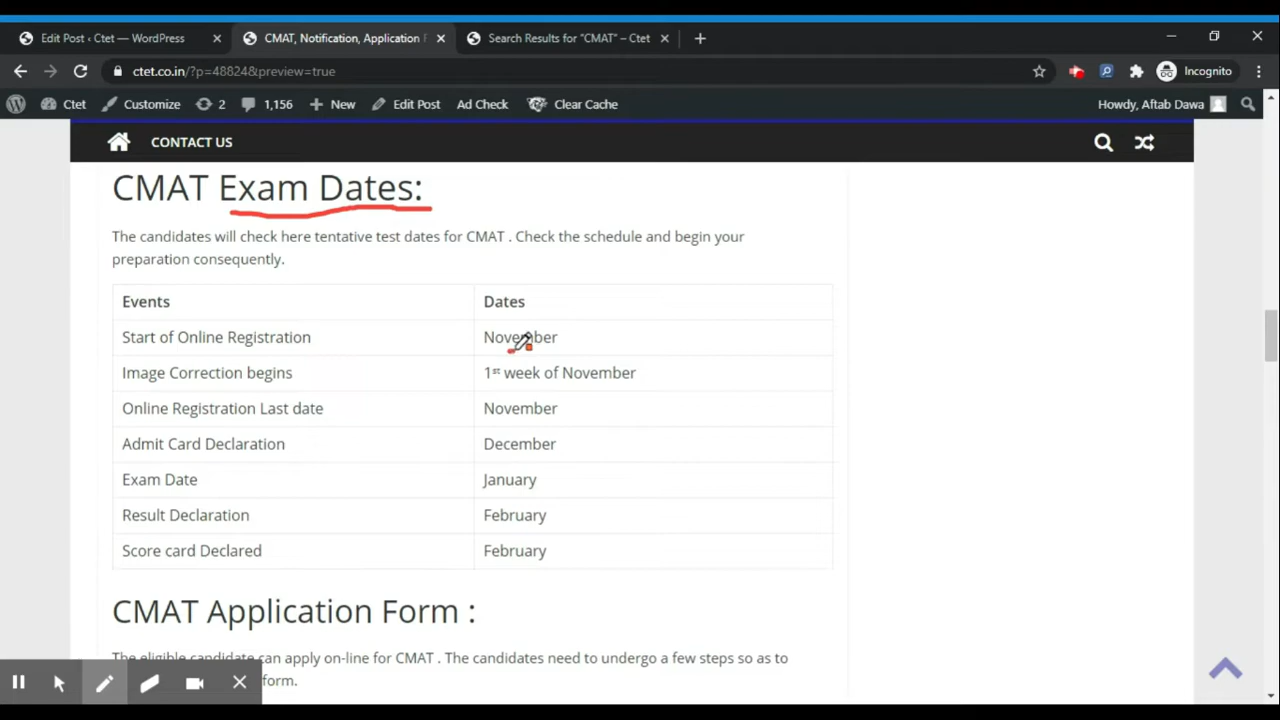 Edit Post ‹ Ctet — WordPress
CMAT, Notification, Application
Search Results for "CMAT" – Ctet
ctet.co.in/?p=48824&preview=true
Incognito
Ctet
Customize
2
1,156
New
Edit Post
Ad Check
Clear Cache
Howdy, Aftab Dawa
CONTACT US
CMAT Exam Dates:
The candidates will check here tentative test dates for CMAT . Check the schedule and begin your
preparation consequently.
Events Dates
Start of Online Registration November
Image Correction begins 1st week of November
Online Registration Last date November
Admit Card Declaration December
Exam Date January
Result Declaration February
Score card Declared February
CMAT Application Form :
The eligible candidate can apply on-line for CMAT . The candidates need to undergo a few steps so as to
form.